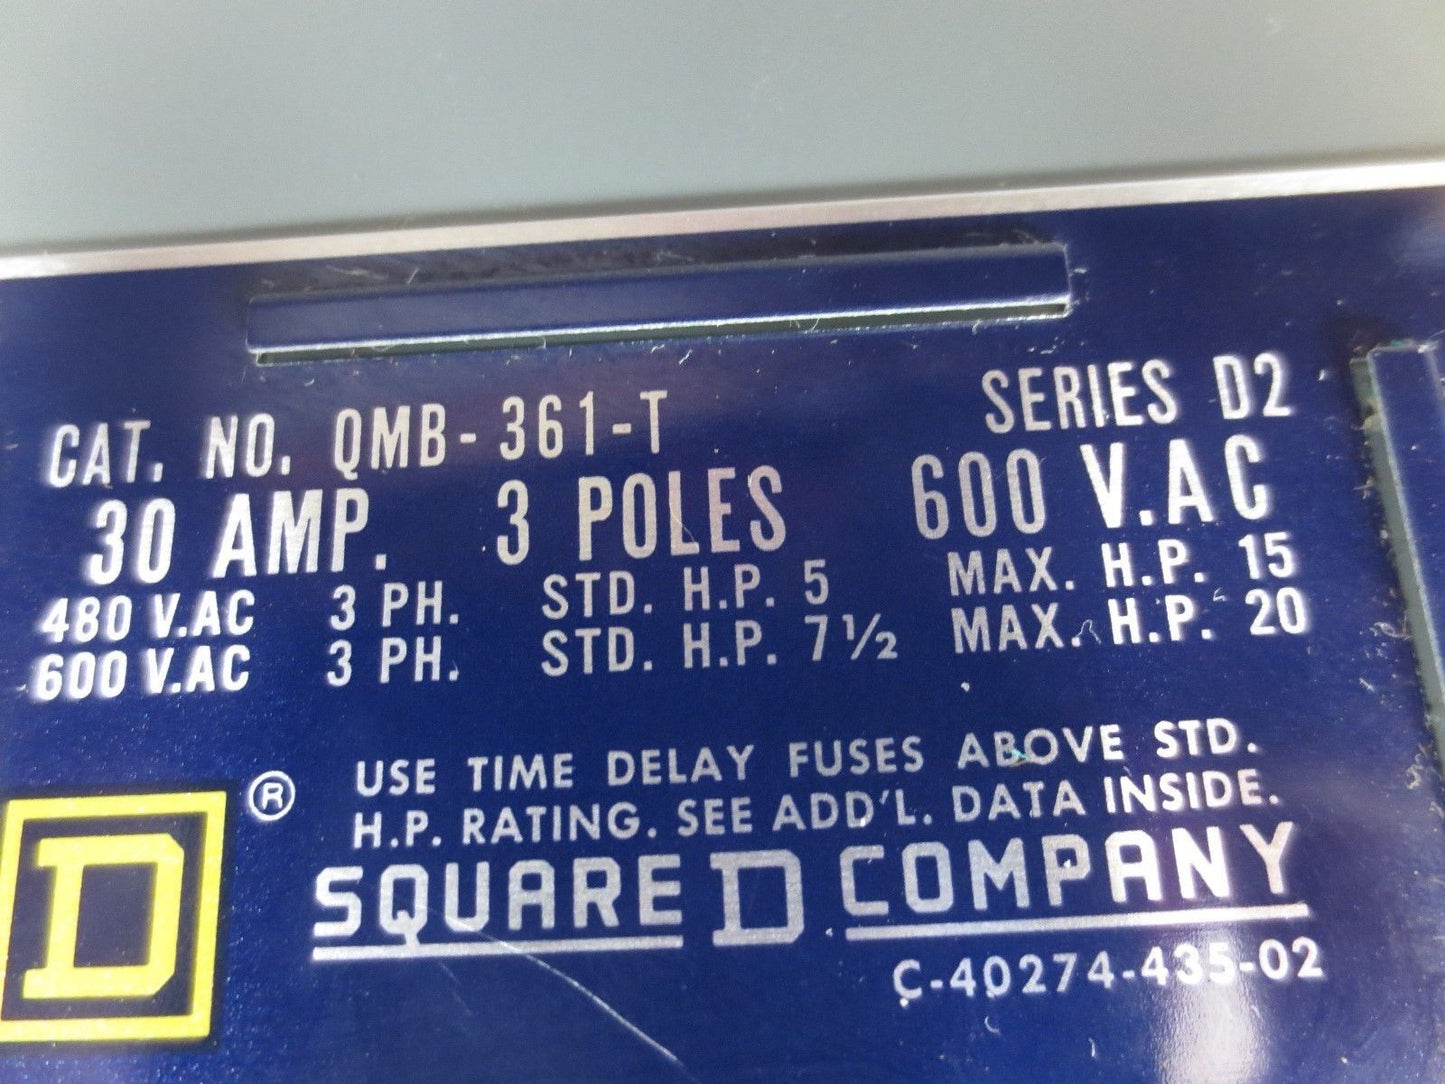 CAT. NO. QMB-361-T SERIES D2
30 AMP. 3 POLES 600 V.AC
480 V.AC 3 PH. STD. H.P. 5 MAX. H.P. 15
600 V.AC 3 PH. STD. H.P. 7½ MAX. H.P. 20
USE TIME DELAY FUSES ABOVE STD.
H.P. RATING. SEE ADD'L. DATA INSIDE.
D ®
SQUARE D COMPANY
C-40274-435-02